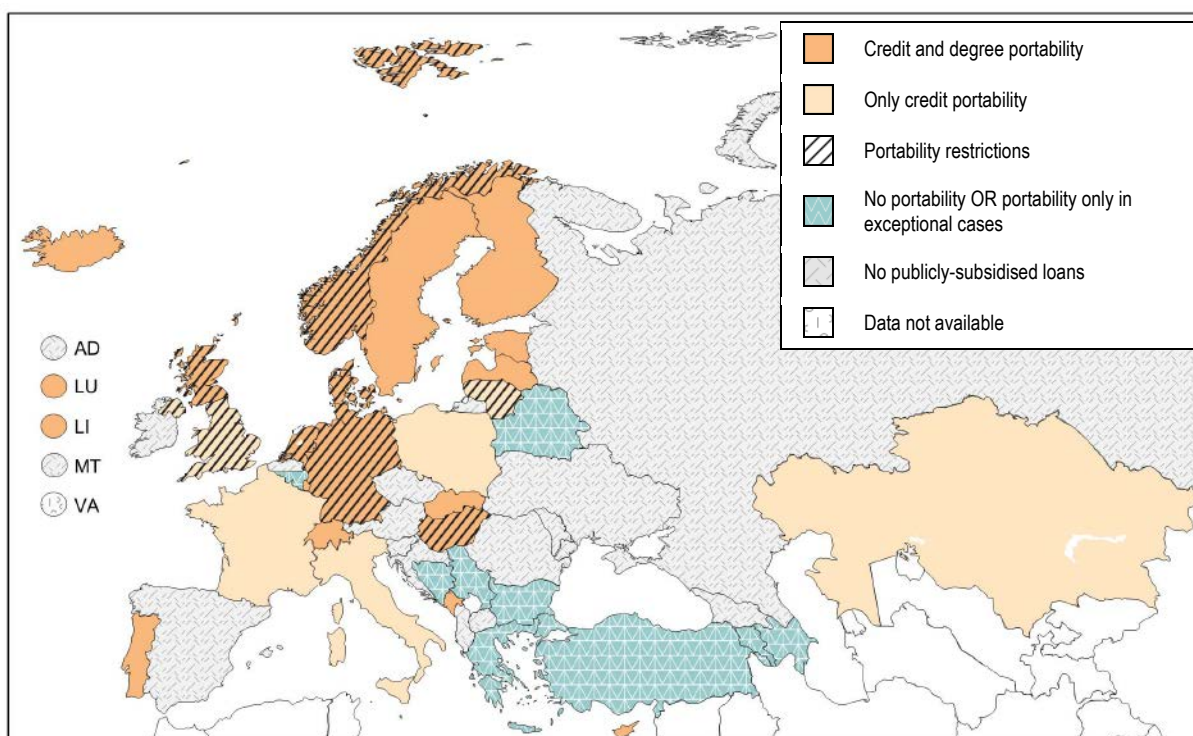 Credit and degree portability
Only credit portability
Portability restrictions
No portability OR portability only in
exceptional cases
No publicly-subsidised loans
Data not available
AD
LU
LI
MT
VA